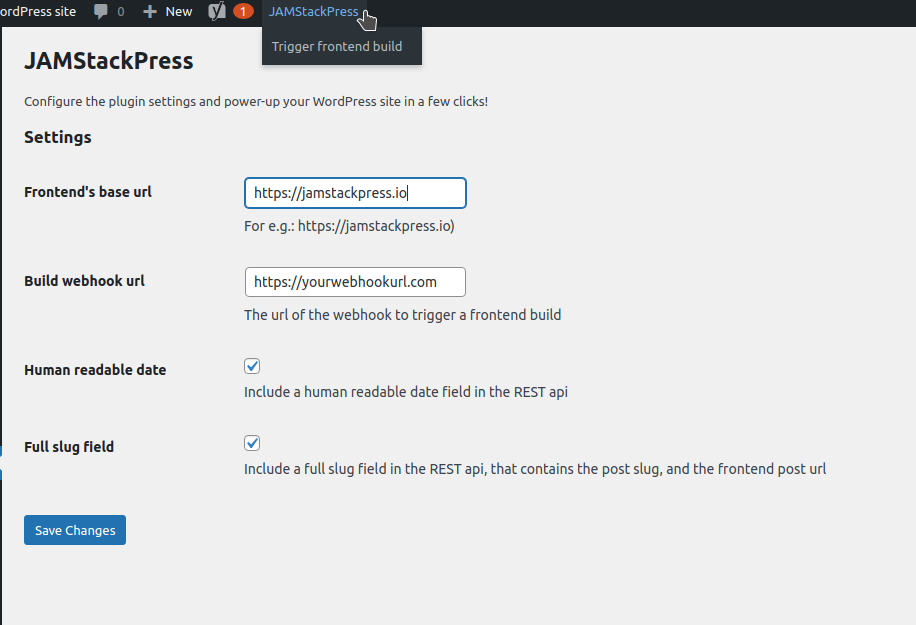 ordPress site 0 New 1 JAMStackPress
Trigger frontend build
JAMStackPress
Configure the plugin settings and power-up your WordPress site in a few clicks!
Settings
Frontend's base url
https://jamstackpress.io
For e.g.: https://jamstackpress.io)
Build webhook url
https://yourwebhookurl.com
The url of the webhook to trigger a frontend build
Human readable date
Include a human readable date field in the REST api
Full slug field
Include a full slug field in the REST api, that contains the post slug, and the frontend post url
Save Changes